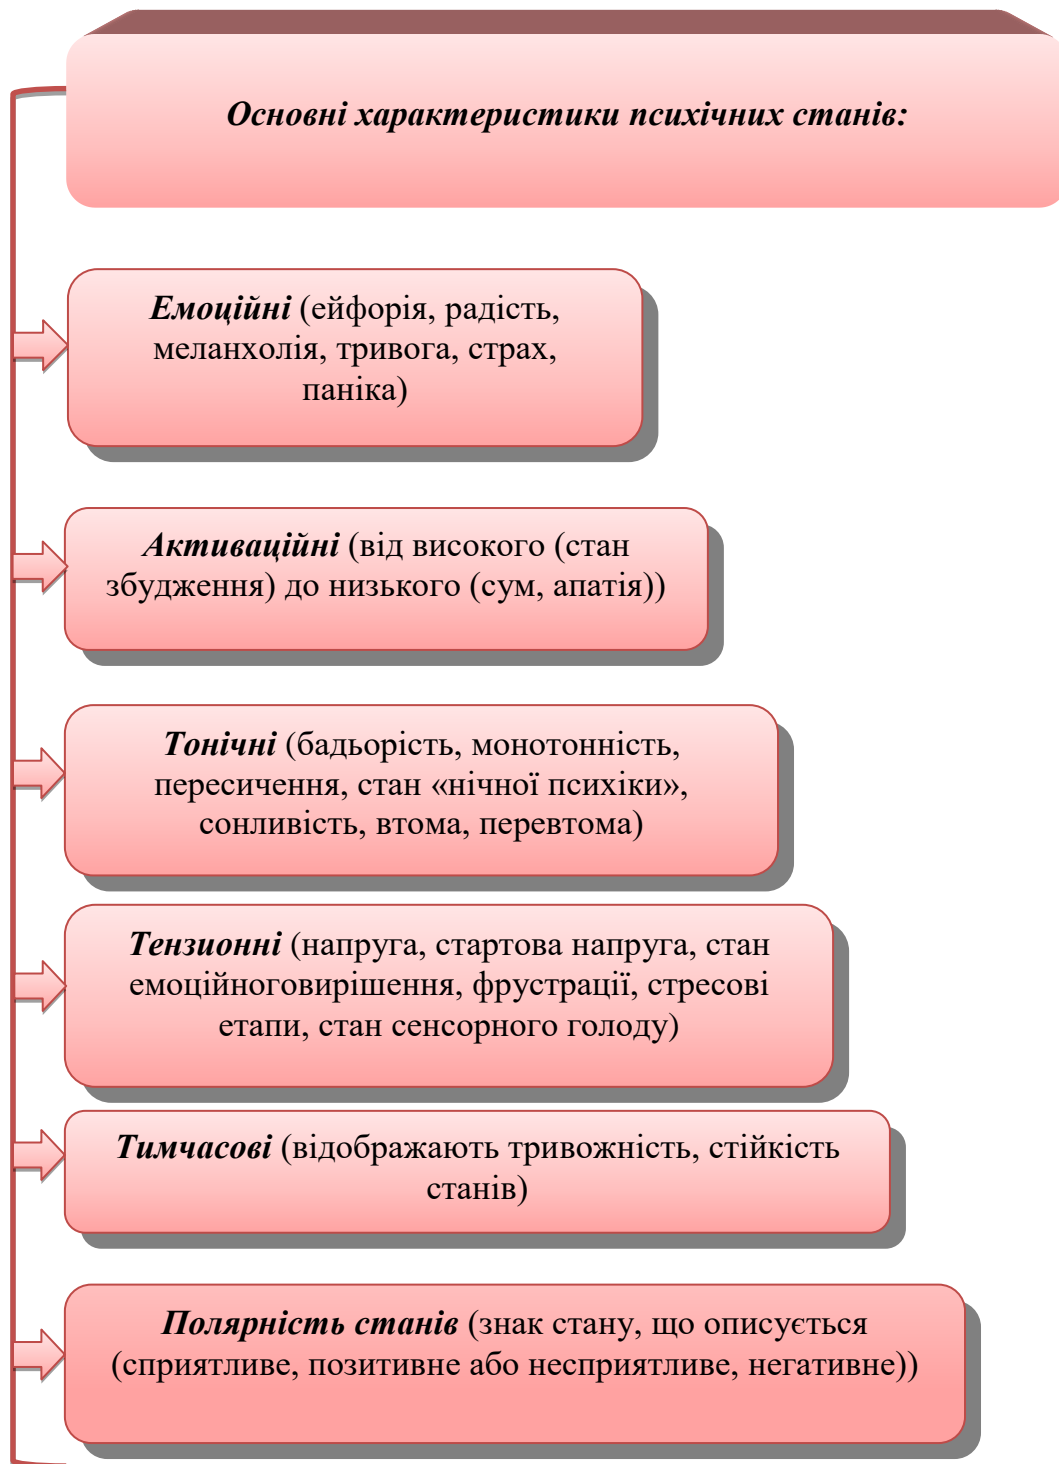 Основні характеристики психічних станів:
Емоційні (ейфорія, радість,
меланхолія, тривога, страх,
паніка)
Активаційні (від високого (стан
збудження) до низького (сум, апатія))
Тонічні (бадьорість, монотонність,
пересичення, стан «нічної психіки»,
сонливість, втома, перевтома)
Тензионні (напруга, стартова напруга, стан
емоційноговирішення, фрустрації, стресові
етапи, стан сенсорного голоду)
Тимчасові (відображають тривожність, стійкість
станів)
Полярність станів (знак стану, що описується
(сприятливе, позитивне або несприятливе, негативне))